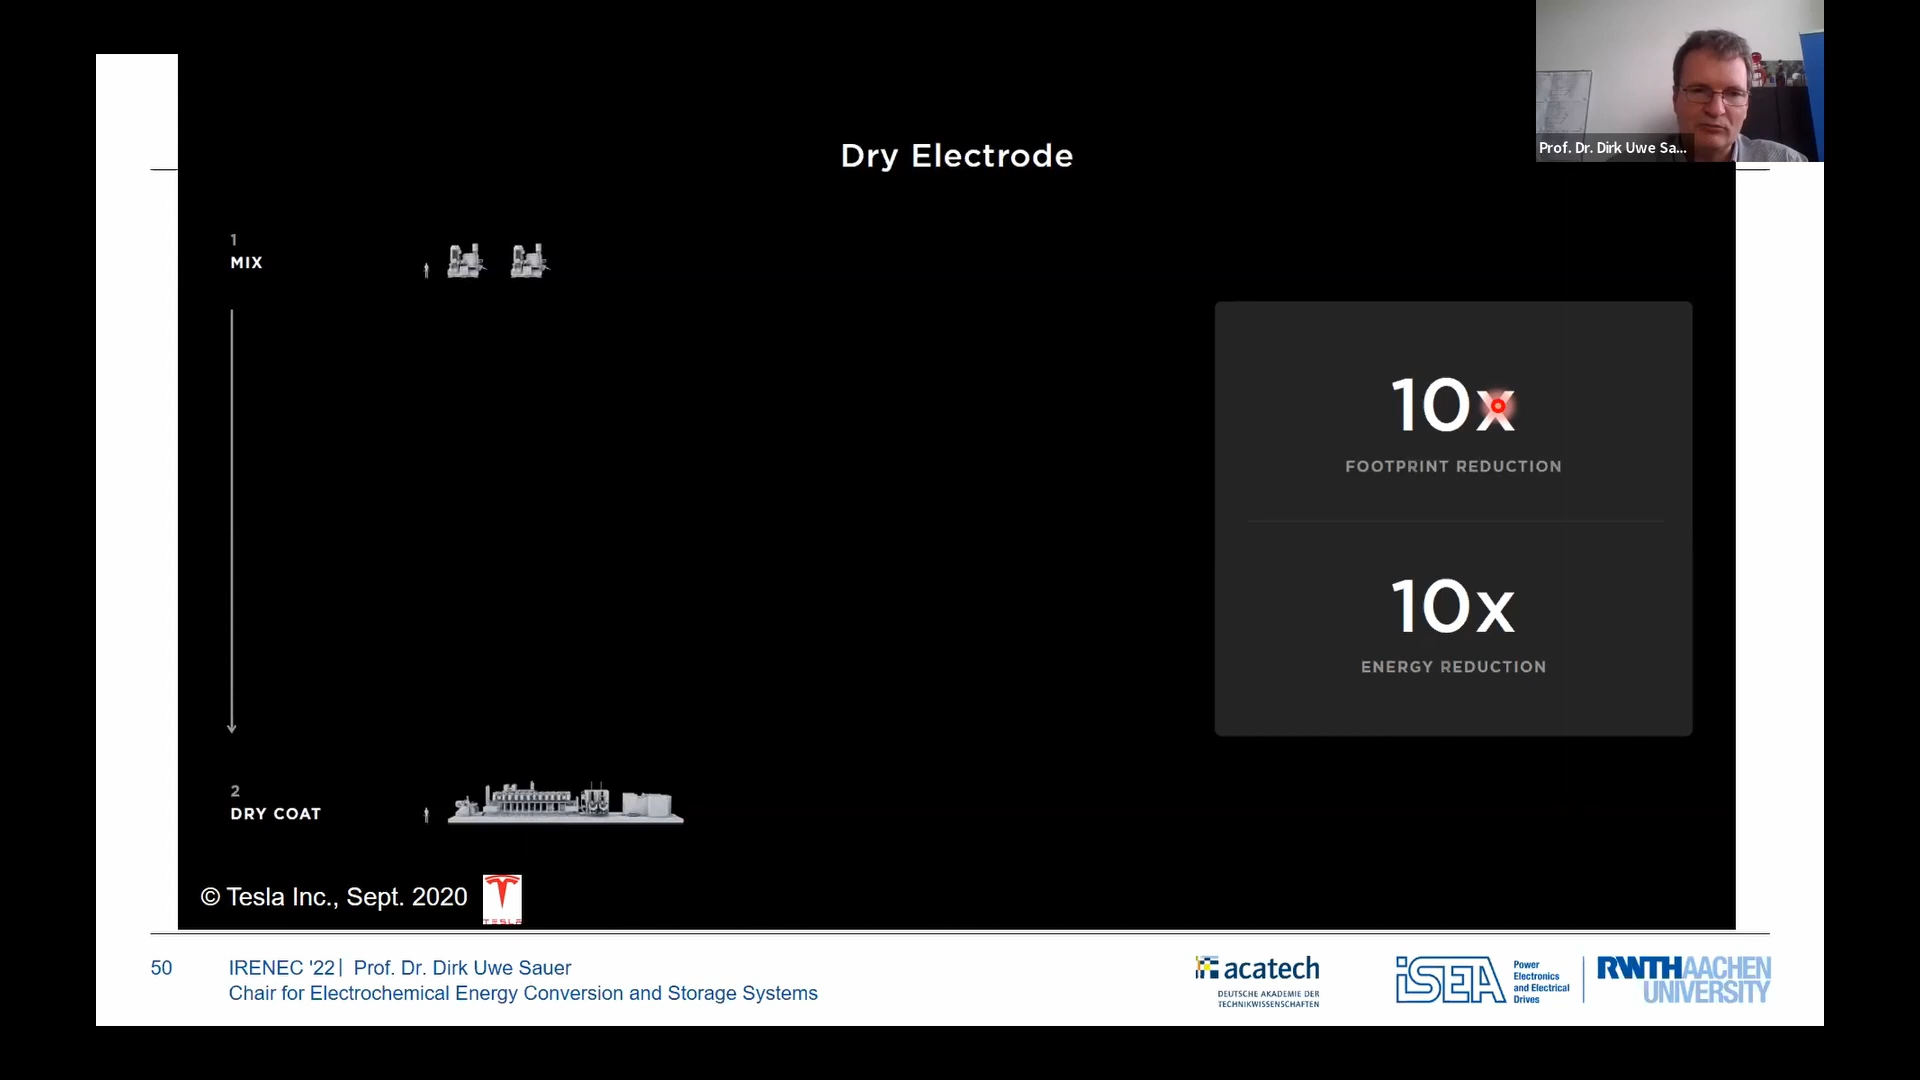 Prof. Dr. Dirk Uwe Sa...
Dry Electrode
1
MIX
10x
FOOTPRINT REDUCTION
10x
ENERGY REDUCTION
2
DRY COAT
© Tesla Inc., Sept. 2020
TESLA
50
IRENEC '22| Prof. Dr. Dirk Uwe Sauer
Chair for Electrochemical Energy Conversion and Storage Systems
acatech
DEUTSCHE AKADEMIE DER
TECHNIKWISSENSCHAFTEN
iSEA
Power
Electronics
and Electrical
Drives
RWTHAACHEN
UNIVERSITY